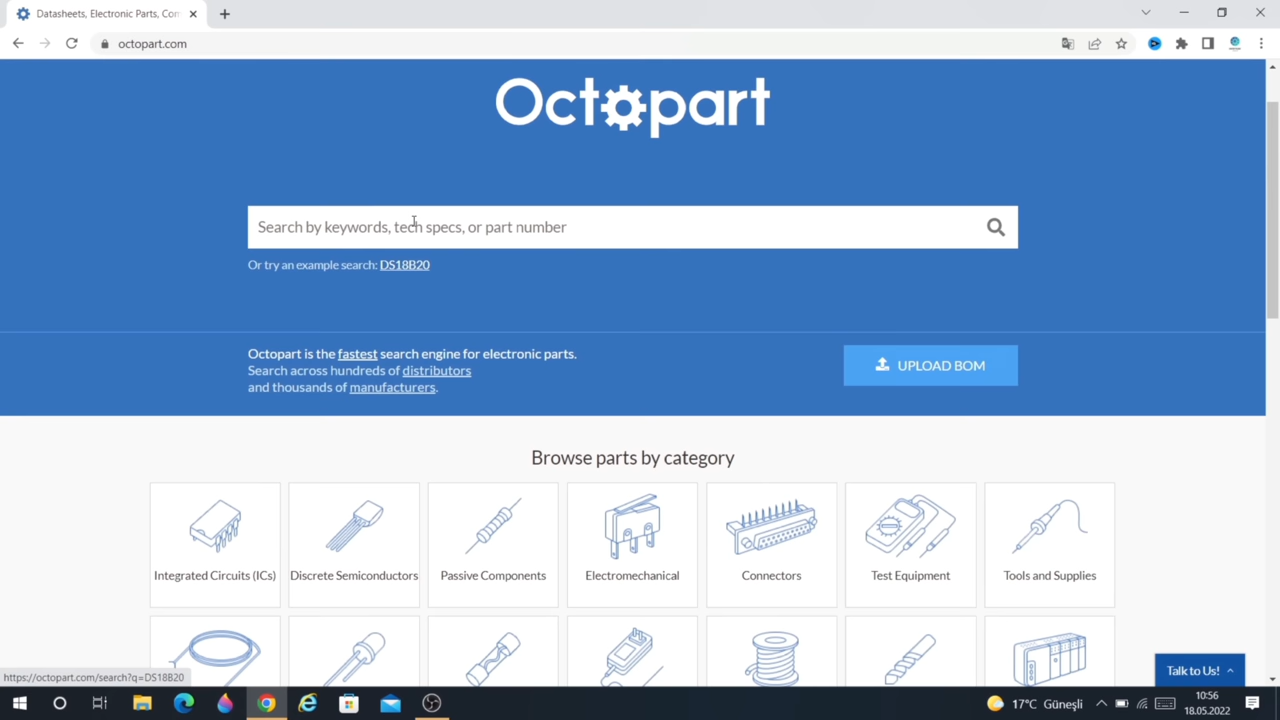 Datasheets, Electronic Parts, Com
octopart.com
Octopart
Search by keywords, tech specs, or part number
Or try an example search: DS18B20
Octopart is the fastest search engine for electronic parts.
Search across hundreds of distributors
and thousands of manufacturers.
UPLOAD BOM
Browse parts by category
Integrated Circuits (ICs)
Discrete Semiconductors
Passive Components
Electromechanical
Connectors
Test Equipment
Tools and Supplies
Talk to Us!
https://octopart.com/search?q=DS18B20
17°C Güneşli
10:56
18.05.2022